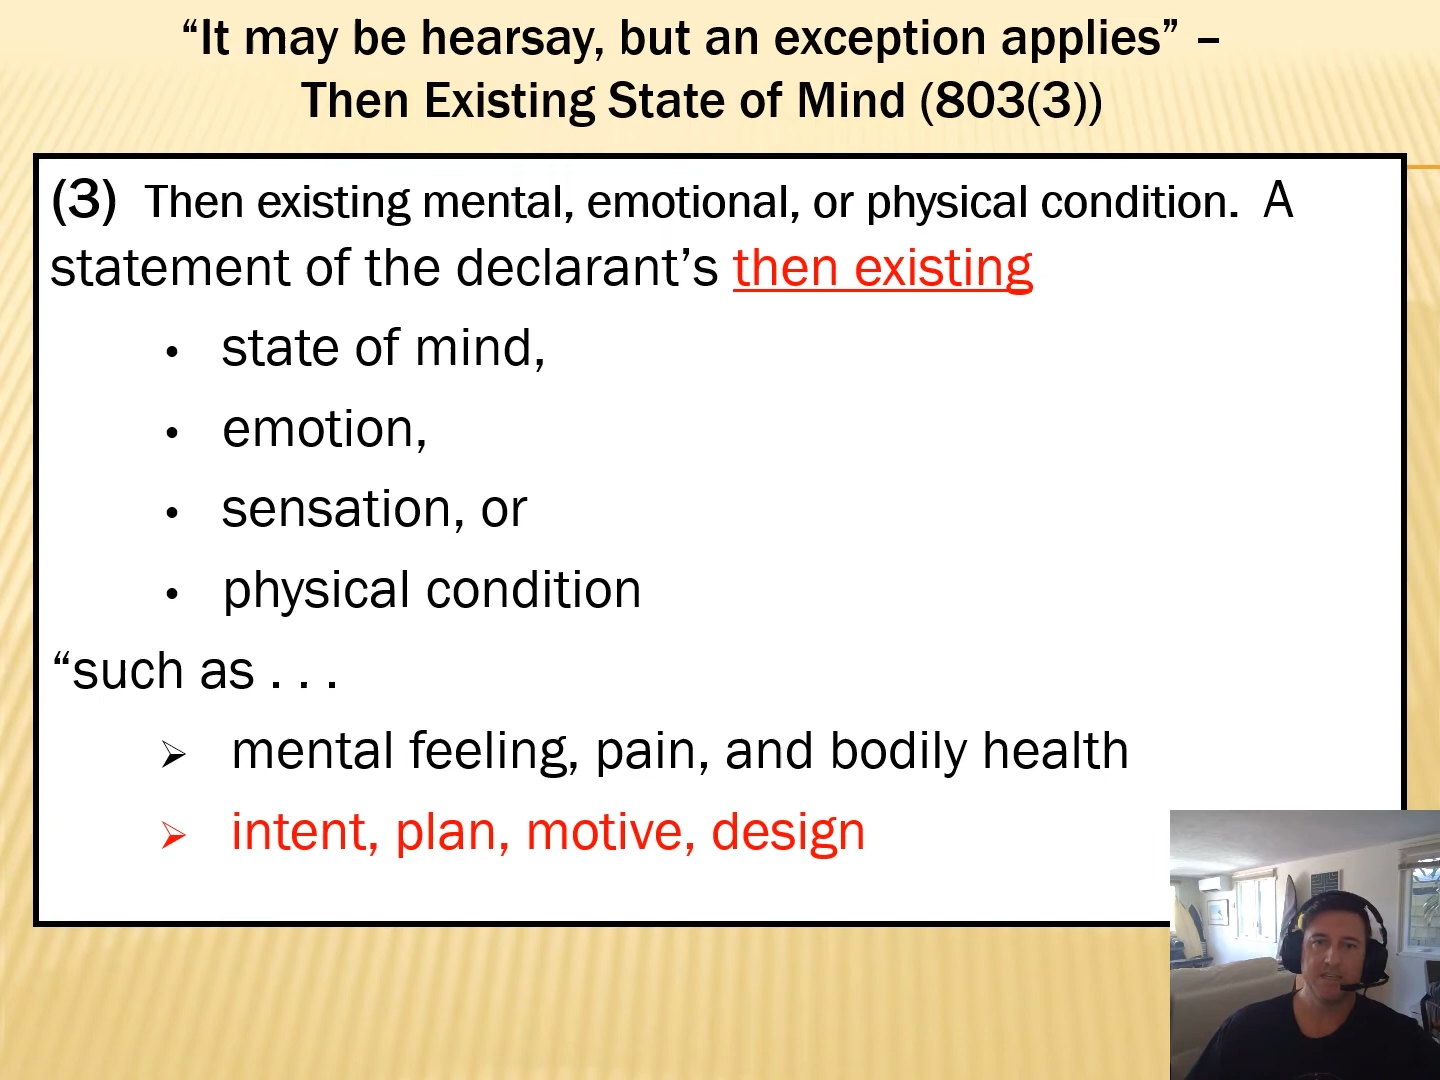 “It may be hearsay, but an exception applies” –
Then Existing State of Mind (803(3))
(3) Then existing mental, emotional, or physical condition. A
statement of the declarant’s then existing
• state of mind,
• emotion,
• sensation, or
• physical condition
“such as . . .
➢ mental feeling, pain, and bodily health
➢ intent, plan, motive, design